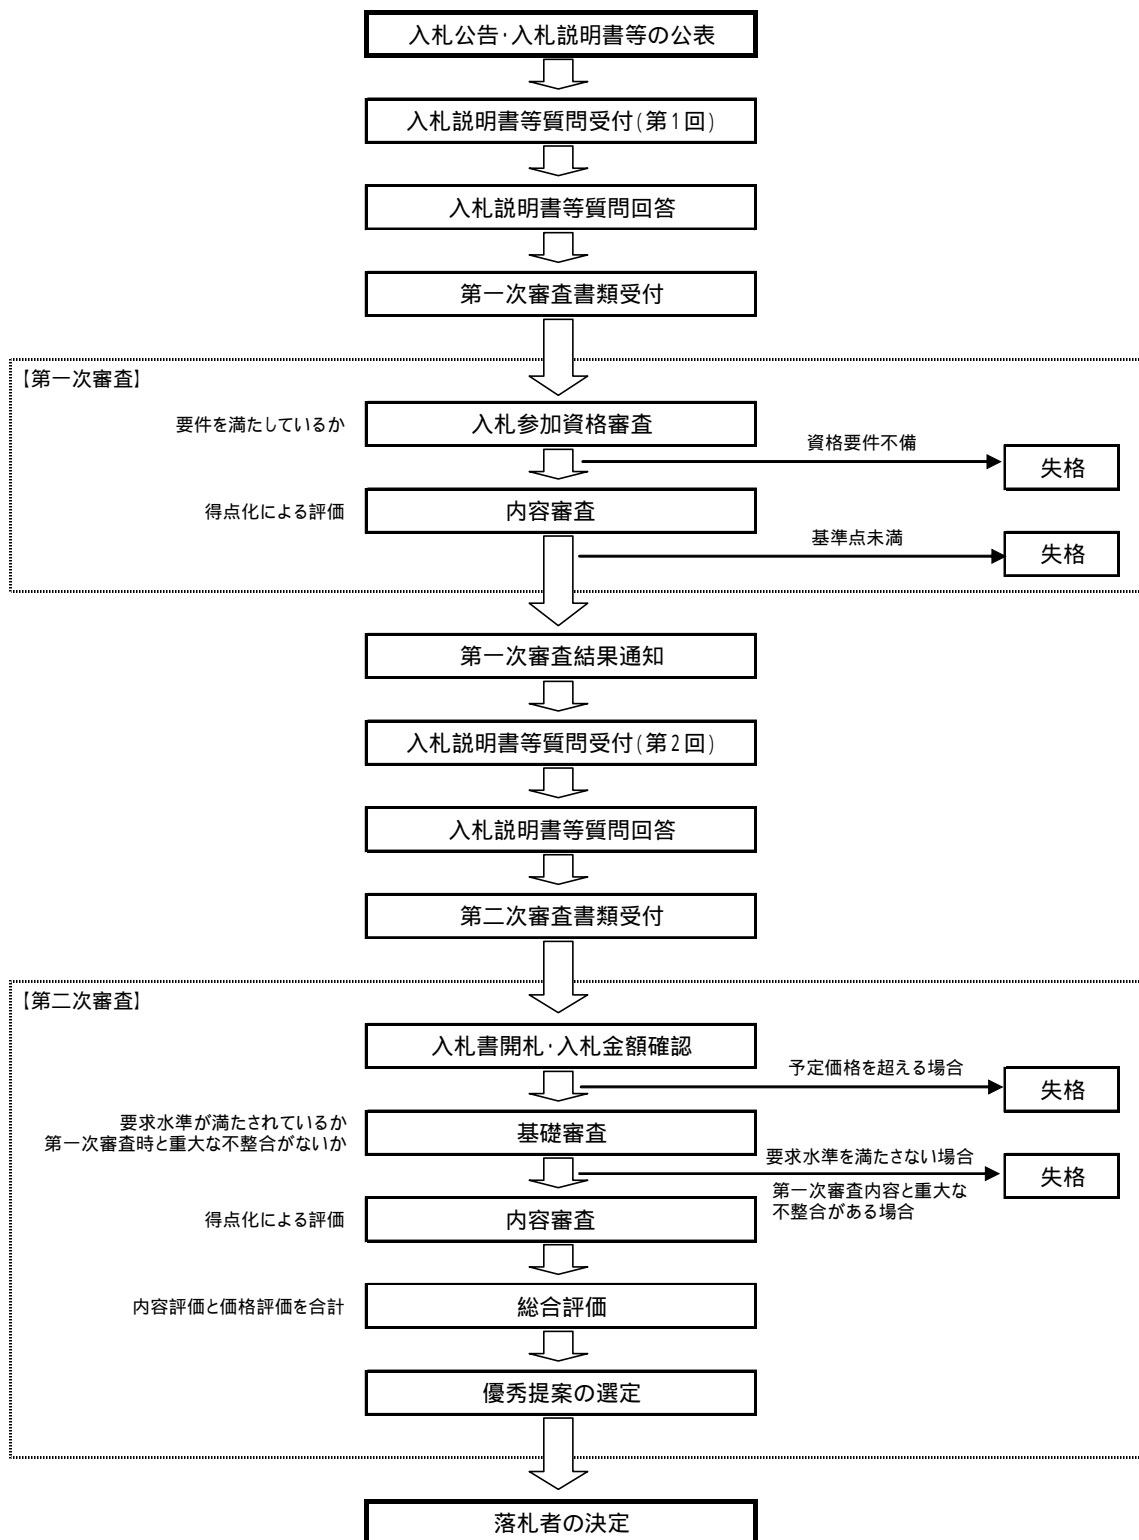 入札公告・入札説明書等の公表
入札説明書等質問受付(第1回)
入札説明書等質問回答
第一次審査書類受付
【第一次審査】
要件を満たしているか
入札参加資格審査
資格要件不備
失格
得点化による評価
内容審査
基準点未満
失格
第一次審査結果通知
入札説明書等質問受付(第2回)
入札説明書等質問回答
第二次審査書類受付
【第二次審査】
入札書開札・入札金額確認
予定価格を超える場合
失格
要求水準が満たされているか
第一次審査時と重大な不整合がないか
基礎審査
要求水準を満たさない場合
失格
第一次審査内容と重大な
不整合がある場合
得点化による評価
内容審査
内容評価と価格評価を合計
総合評価
優秀提案の選定
落札者の決定